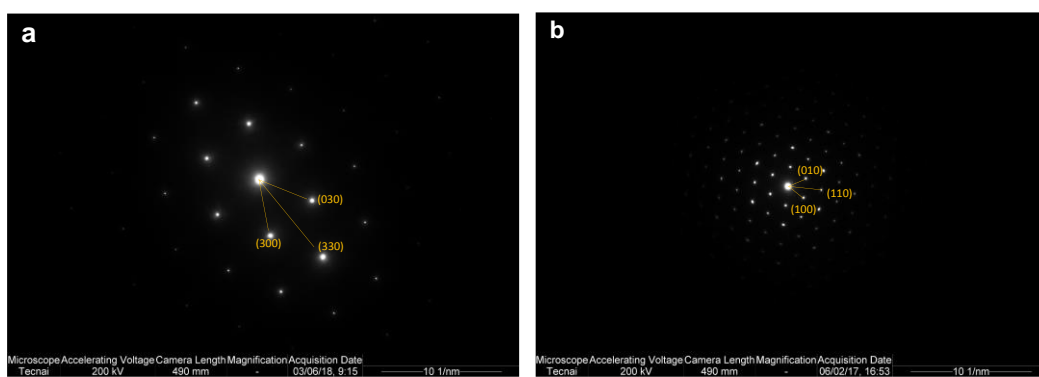 a
(030)
(300)
(330)
Microscope Accelerating Voltage Camera Length Magnification Acquisition Date
Tecnai 200 kV 490 mm - 03/06/18, 9:15 10 1/nm
b
(010)
(110)
(100)
Microscope Accelerating Voltage Camera Length Magnification Acquisition Date
Tecnai 200 kV 490 mm - 06/02/17, 16:53 10 1/nm